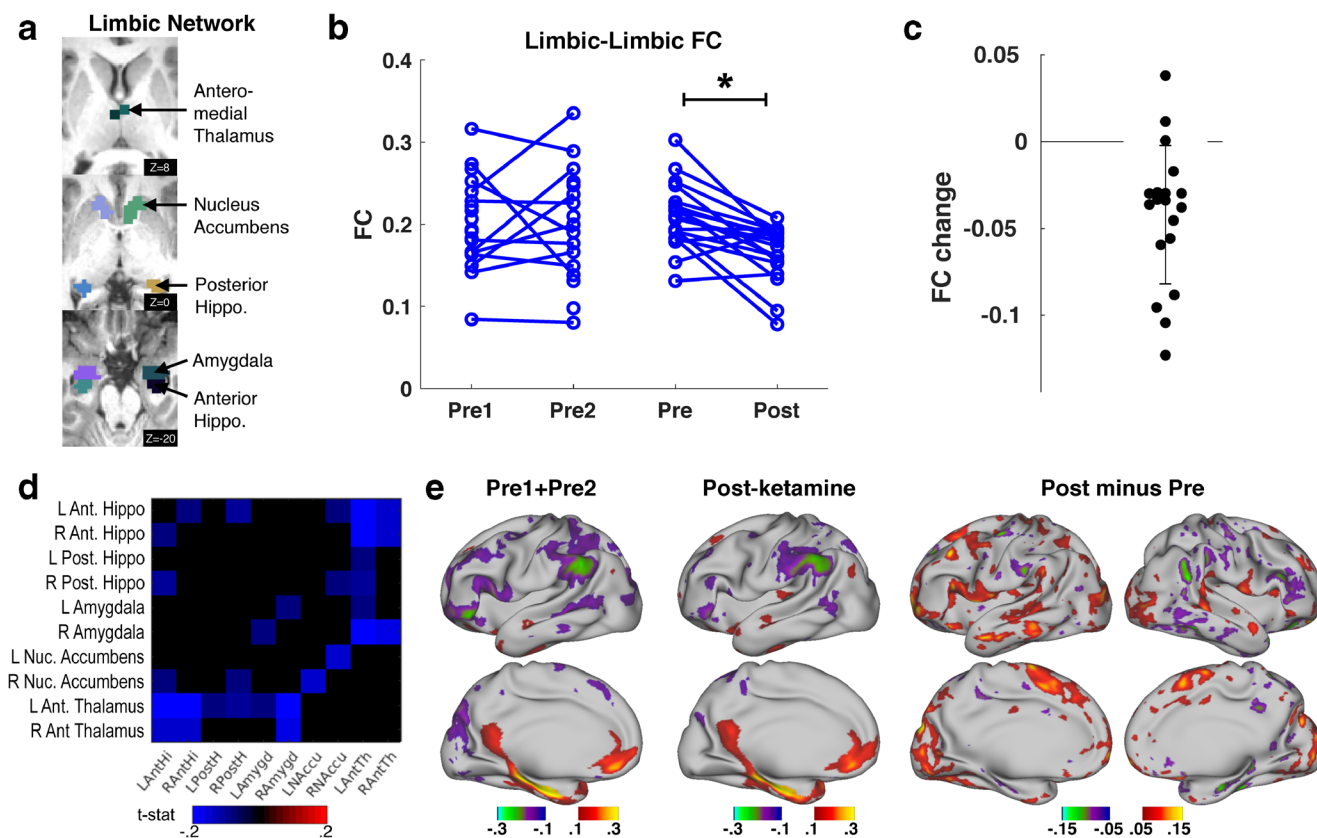 a
Limbic Network
Antero-
medial
Thalamus
Z=8
Nucleus
Accumbens
Posterior
Hippo.
Z=0
Amygdala
Anterior
Hippo.
Z=-20
b
Limbic-Limbic FC
*
FC
0.4
0.3
0.2
0.1
0
Pre1 Pre2 Pre Post
c
FC change
0.05
0
-0.05
-0.1
d
L Ant. Hippo
R Ant. Hippo
L Post. Hippo
R Post. Hippo
L Amygdala
R Amygdala
L Nuc. Accumbens
R Nuc. Accumbens
L Ant. Thalamus
R Ant Thalamus
LAntHi RAntHi LPostH RPostH LAmygd RAmygd LNAccu RNAccu LAntTh RAntTh
t-stat
-.2 .2
e
Pre1+Pre2 Post-ketamine Post minus Pre
-.3 -.1 .1 .3 -.3 -.1 .1 .3 -.15 -.05 .05 .15